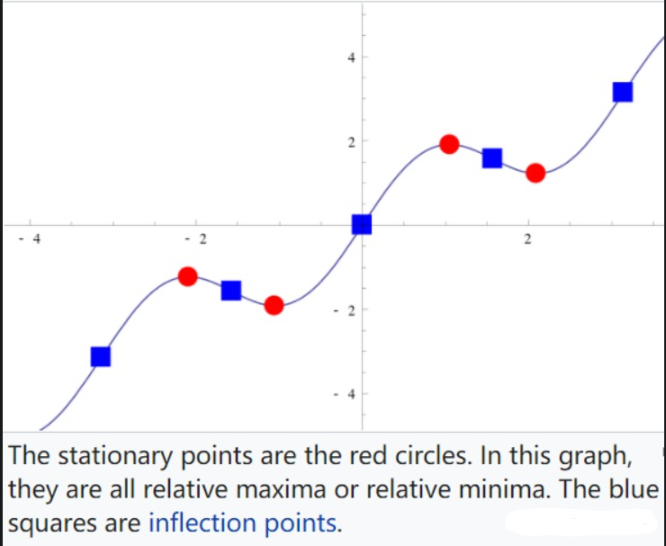 4
2
- 4
- 2
2
- 2
- 4
The stationary points are the red circles. In this graph,
they are all relative maxima or relative minima. The blue
squares are inflection points.